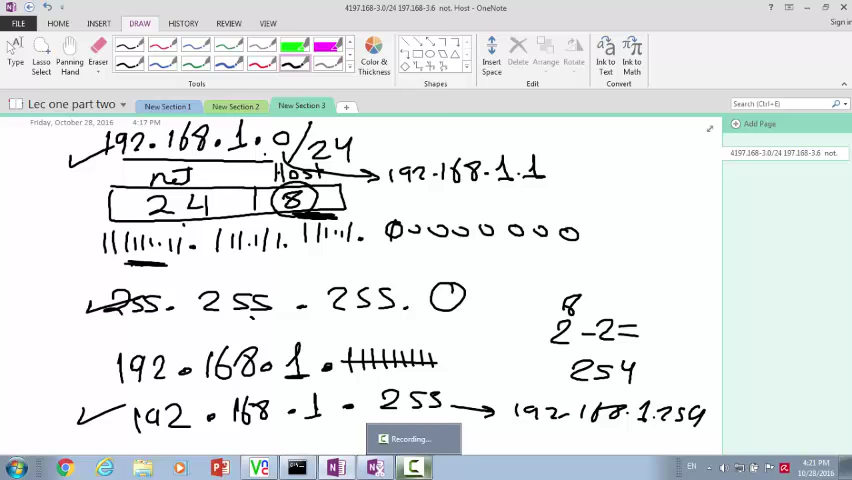 4197.168-3.0/24 197.168-3.6 not. Host - OneNote
Sign in
FILE HOME INSERT DRAW HISTORY REVIEW VIEW
Type Lasso Select Panning Hand Eraser Color & Thickness Insert Space Delete Arrange Rotate Ink to Text Ink to Math
Tools Shapes Edit Convert
Lec one part two New Section 1 New Section 2 New Section 3 Search (Ctrl+E)
Add Page
Friday, October 28, 2016 4:17 PM
4197.168-3.0/24 197.168-3.6 not.
192.168.1.0/24
net Host 192.168.1.1
24 8
11111111. 11111111. 11111111. 00000000
255. 255. 255. 0
2⁸-2=
254
192.168.1.11111111
192.168.1.255 → 192.168.1.254
Recording...
EN 4:21 PM
10/28/2016